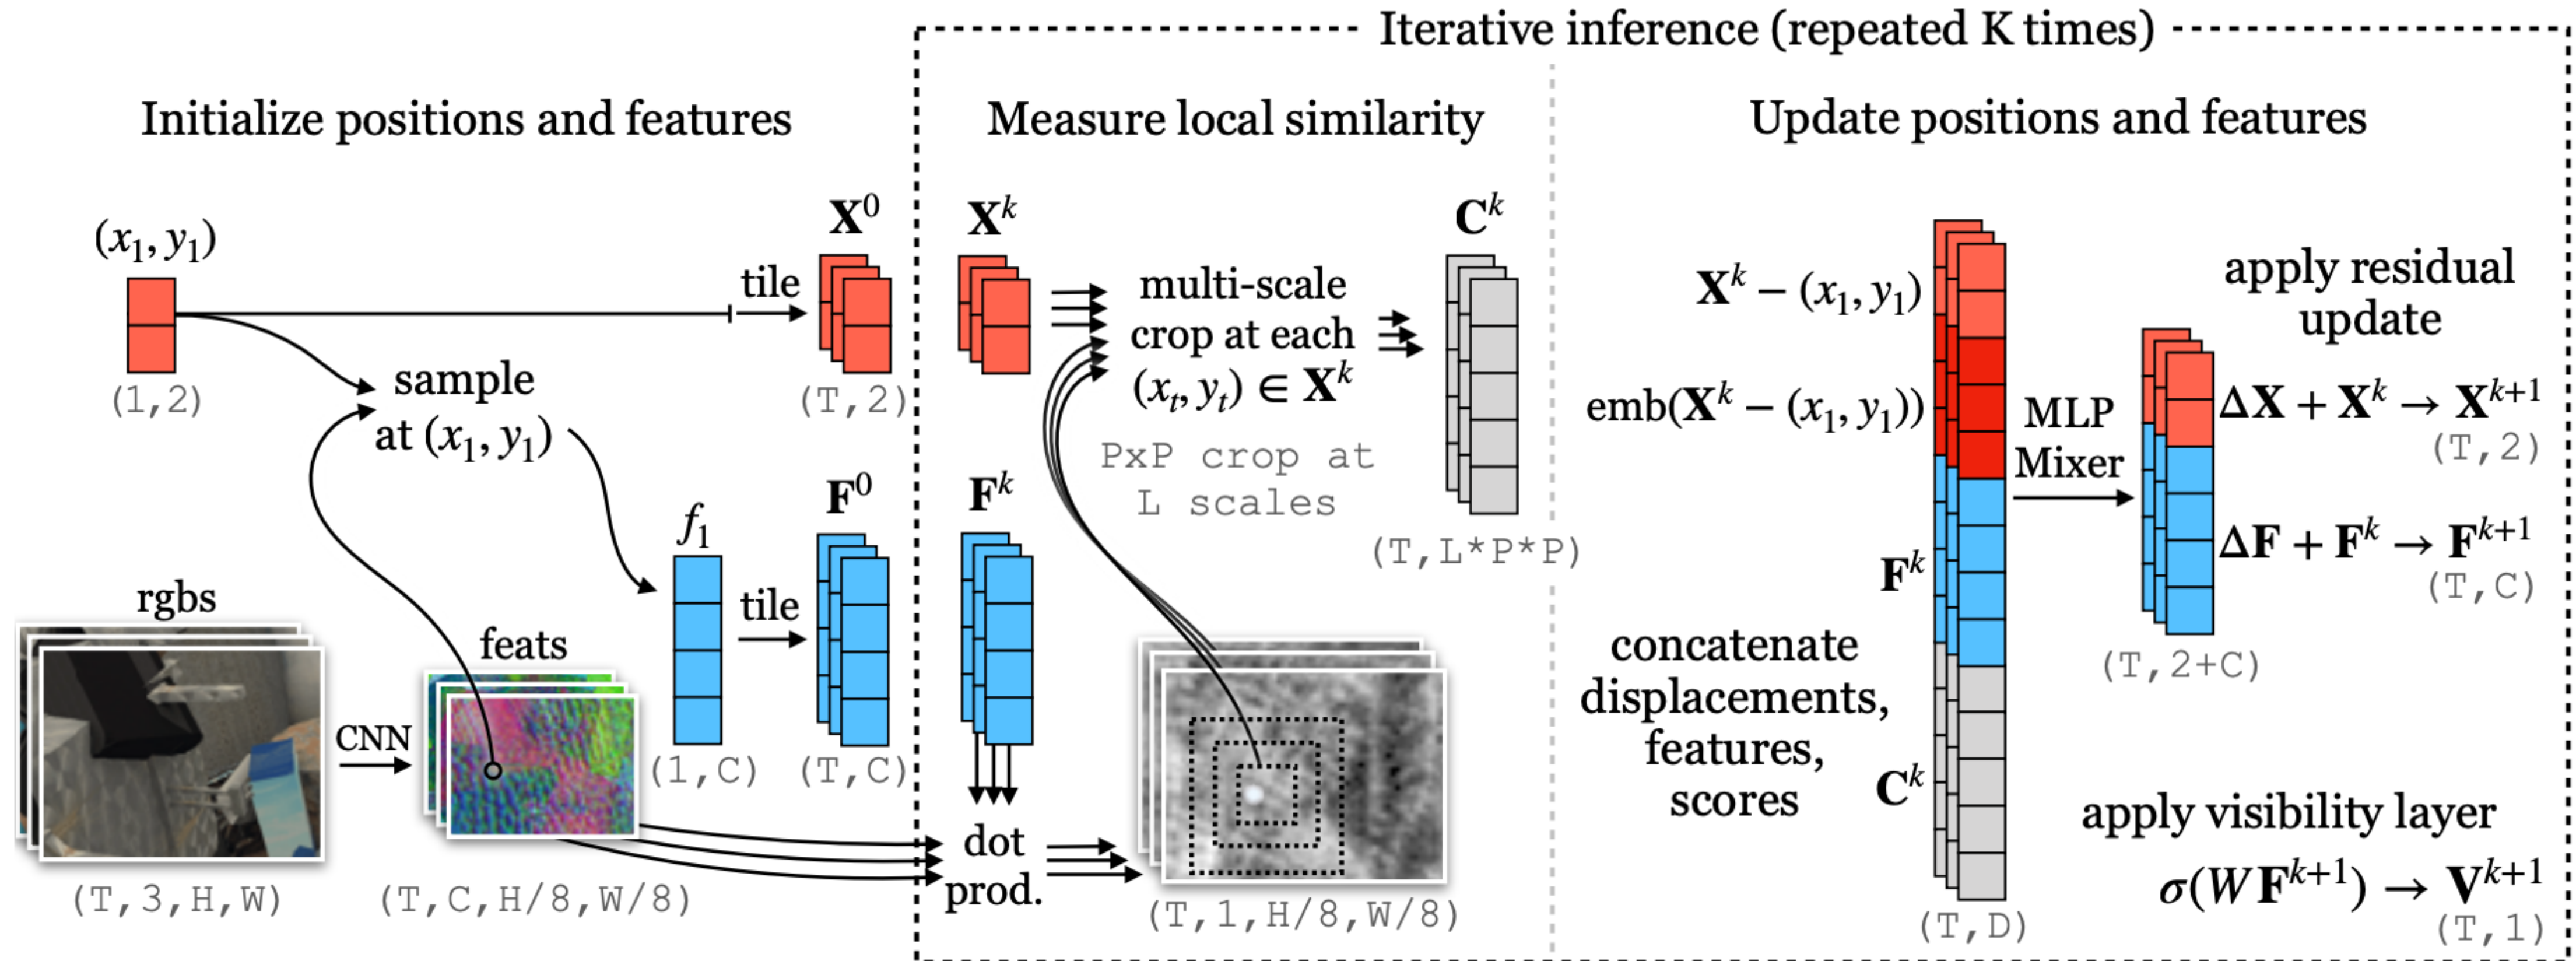 Iterative inference (repeated K times)
Initialize positions and features
(x₁, y₁)
(1,2)
tile
X⁰
(T,2)
sample
at (x₁, y₁)
rgbs
(T,3,H,W)
CNN
feats
(T,C,H/8,W/8)
f₁
(1,C)
tile
F⁰
(T,C)
Measure local similarity
Xᵏ
multi-scale
crop at each
(xₜ, yₜ) ∈ Xᵏ
PxP crop at
L scales
Cᵏ
(T,L*P*P)
Fᵏ
dot
prod.
(T,1,H/8,W/8)
Update positions and features
Xᵏ − (x₁, y₁)
emb(Xᵏ − (x₁, y₁))
Fᵏ
concatenate
displacements,
features,
scores
Cᵏ
(T,D)
MLP
Mixer
(T,2+C)
apply residual
update
ΔX + Xᵏ → Xᵏ⁺¹
(T,2)
ΔF + Fᵏ → Fᵏ⁺¹
(T,C)
apply visibility layer
σ(WFᵏ⁺¹) → Vᵏ⁺¹
(T,1)